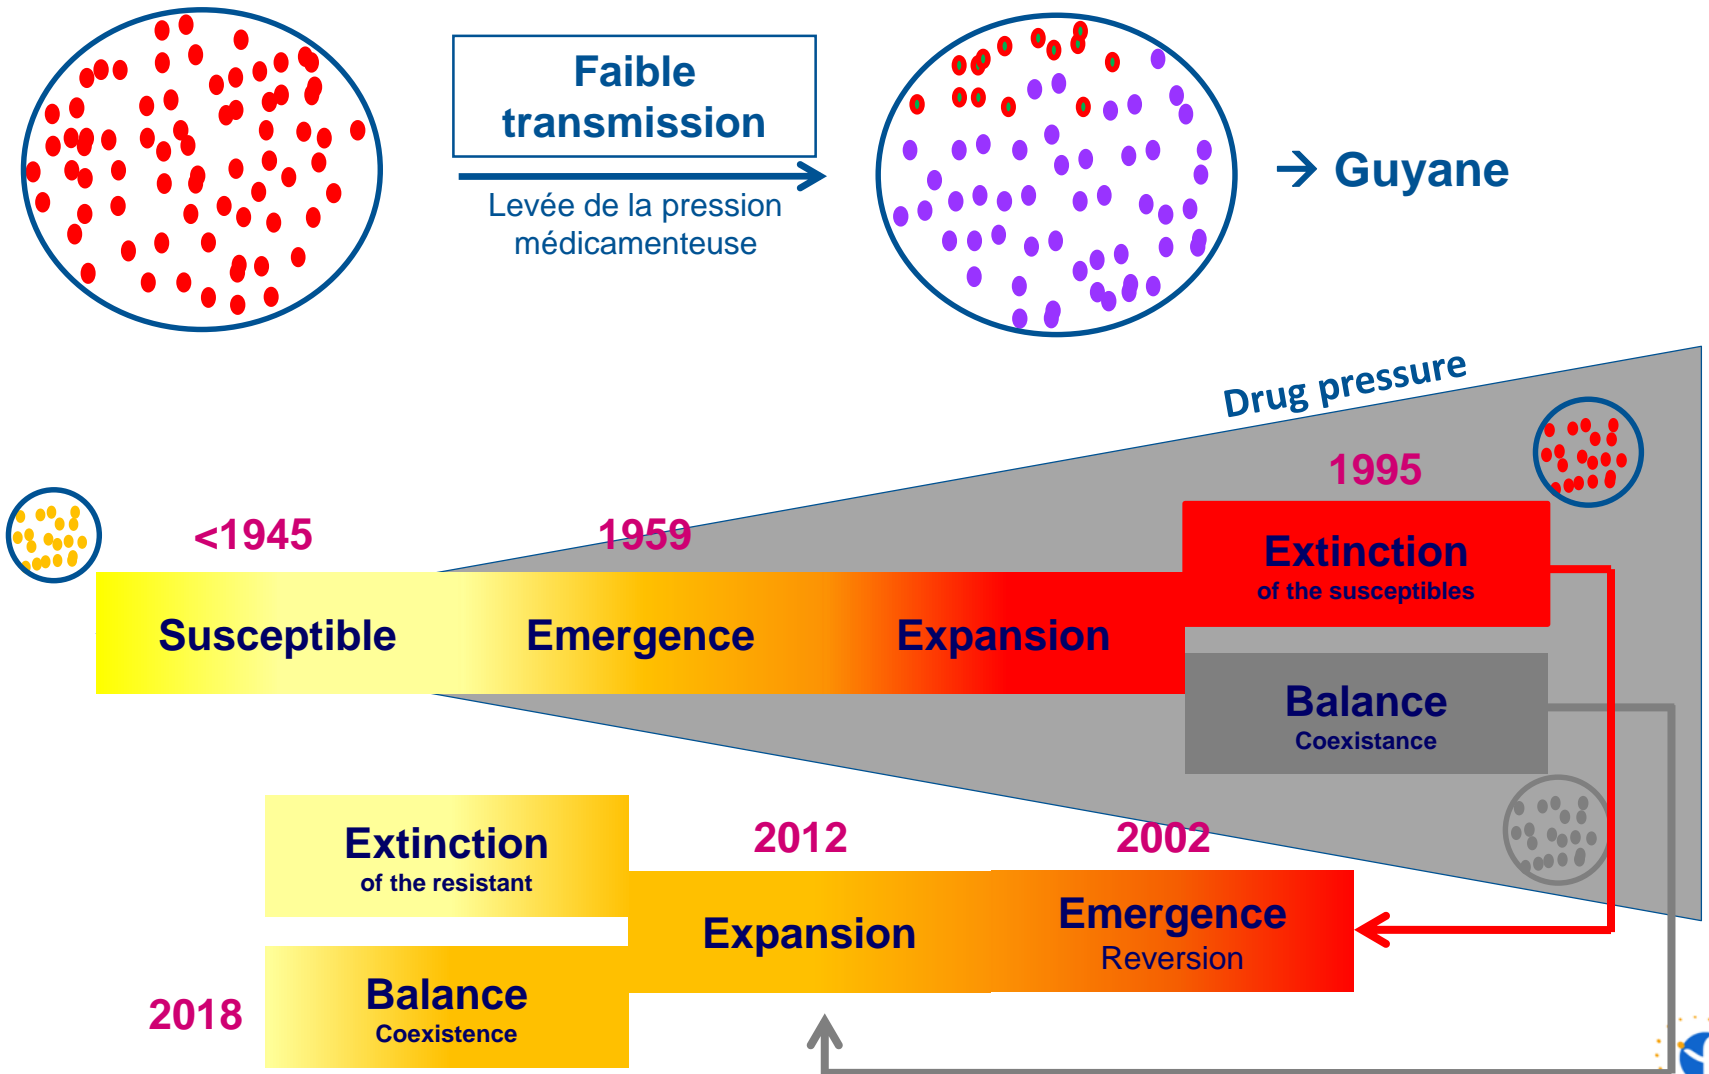 Faible
transmission
Levée de la pression
médicamenteuse
→ Guyane
Drug pressure
<1945
1959
1995
Susceptible
Emergence
Expansion
Extinction
of the susceptibles
Balance
Coexistance
Extinction
of the resistant
2012
2002
Expansion
Emergence
Reversion
2018
Balance
Coexistence